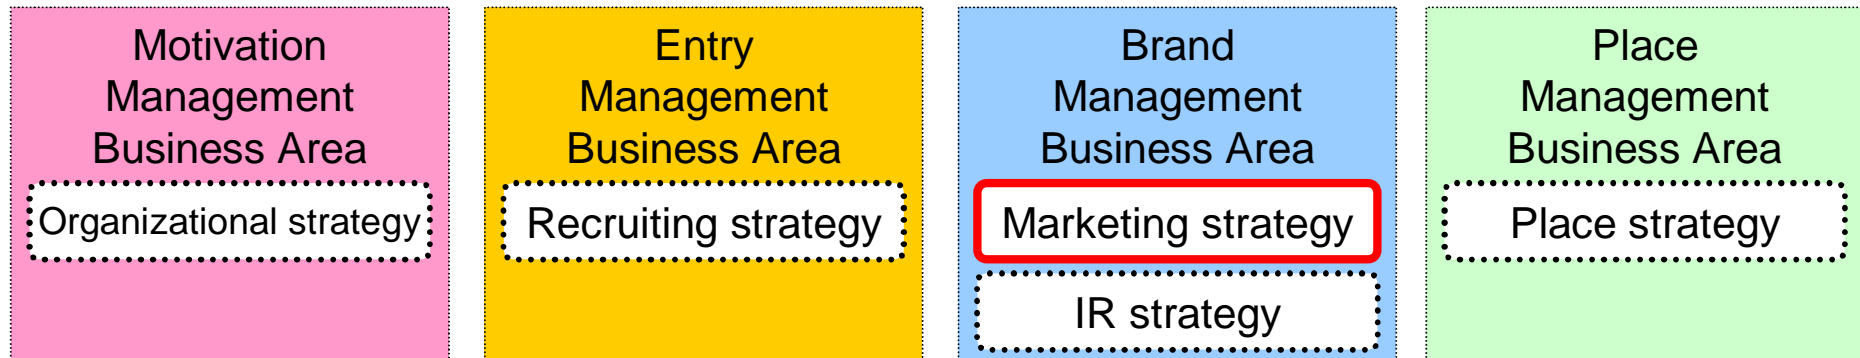 Motivation
Management
Business Area
Organizational strategy
Entry
Management
Business Area
Recruiting strategy
Brand
Management
Business Area
Marketing strategy
IR strategy
Place
Management
Business Area
Place strategy